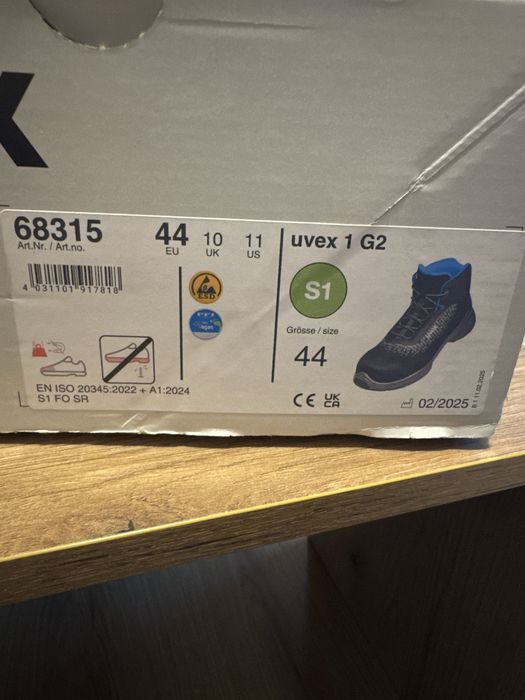 x
68315
Art.Nr. / Art.no.
4 031101 917818
44
EU
10
UK
11
US
ESD
EN ISO 20345:2022 + A1:2024
S1 FO SR
uvex 1 G2
S1
Grösse / size
44
CE UK
CA
02/2025